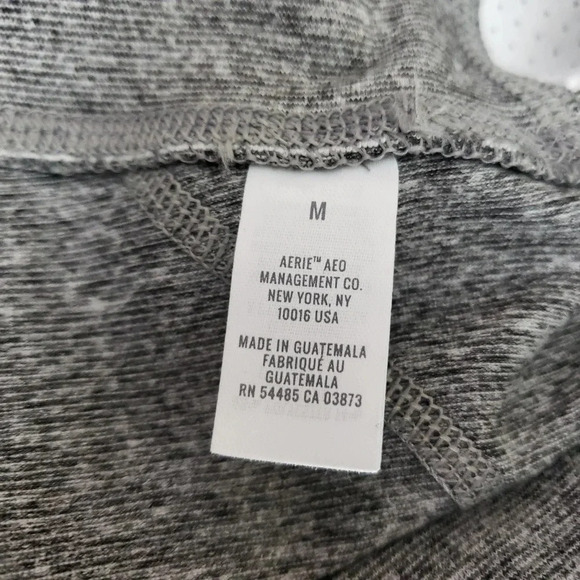 M
AERIE™ AEO
MANAGEMENT CO.
NEW YORK, NY
10016 USA
MADE IN GUATEMALA
FABRIQUÉ AU
GUATEMALA
RN 54485 CA 03873